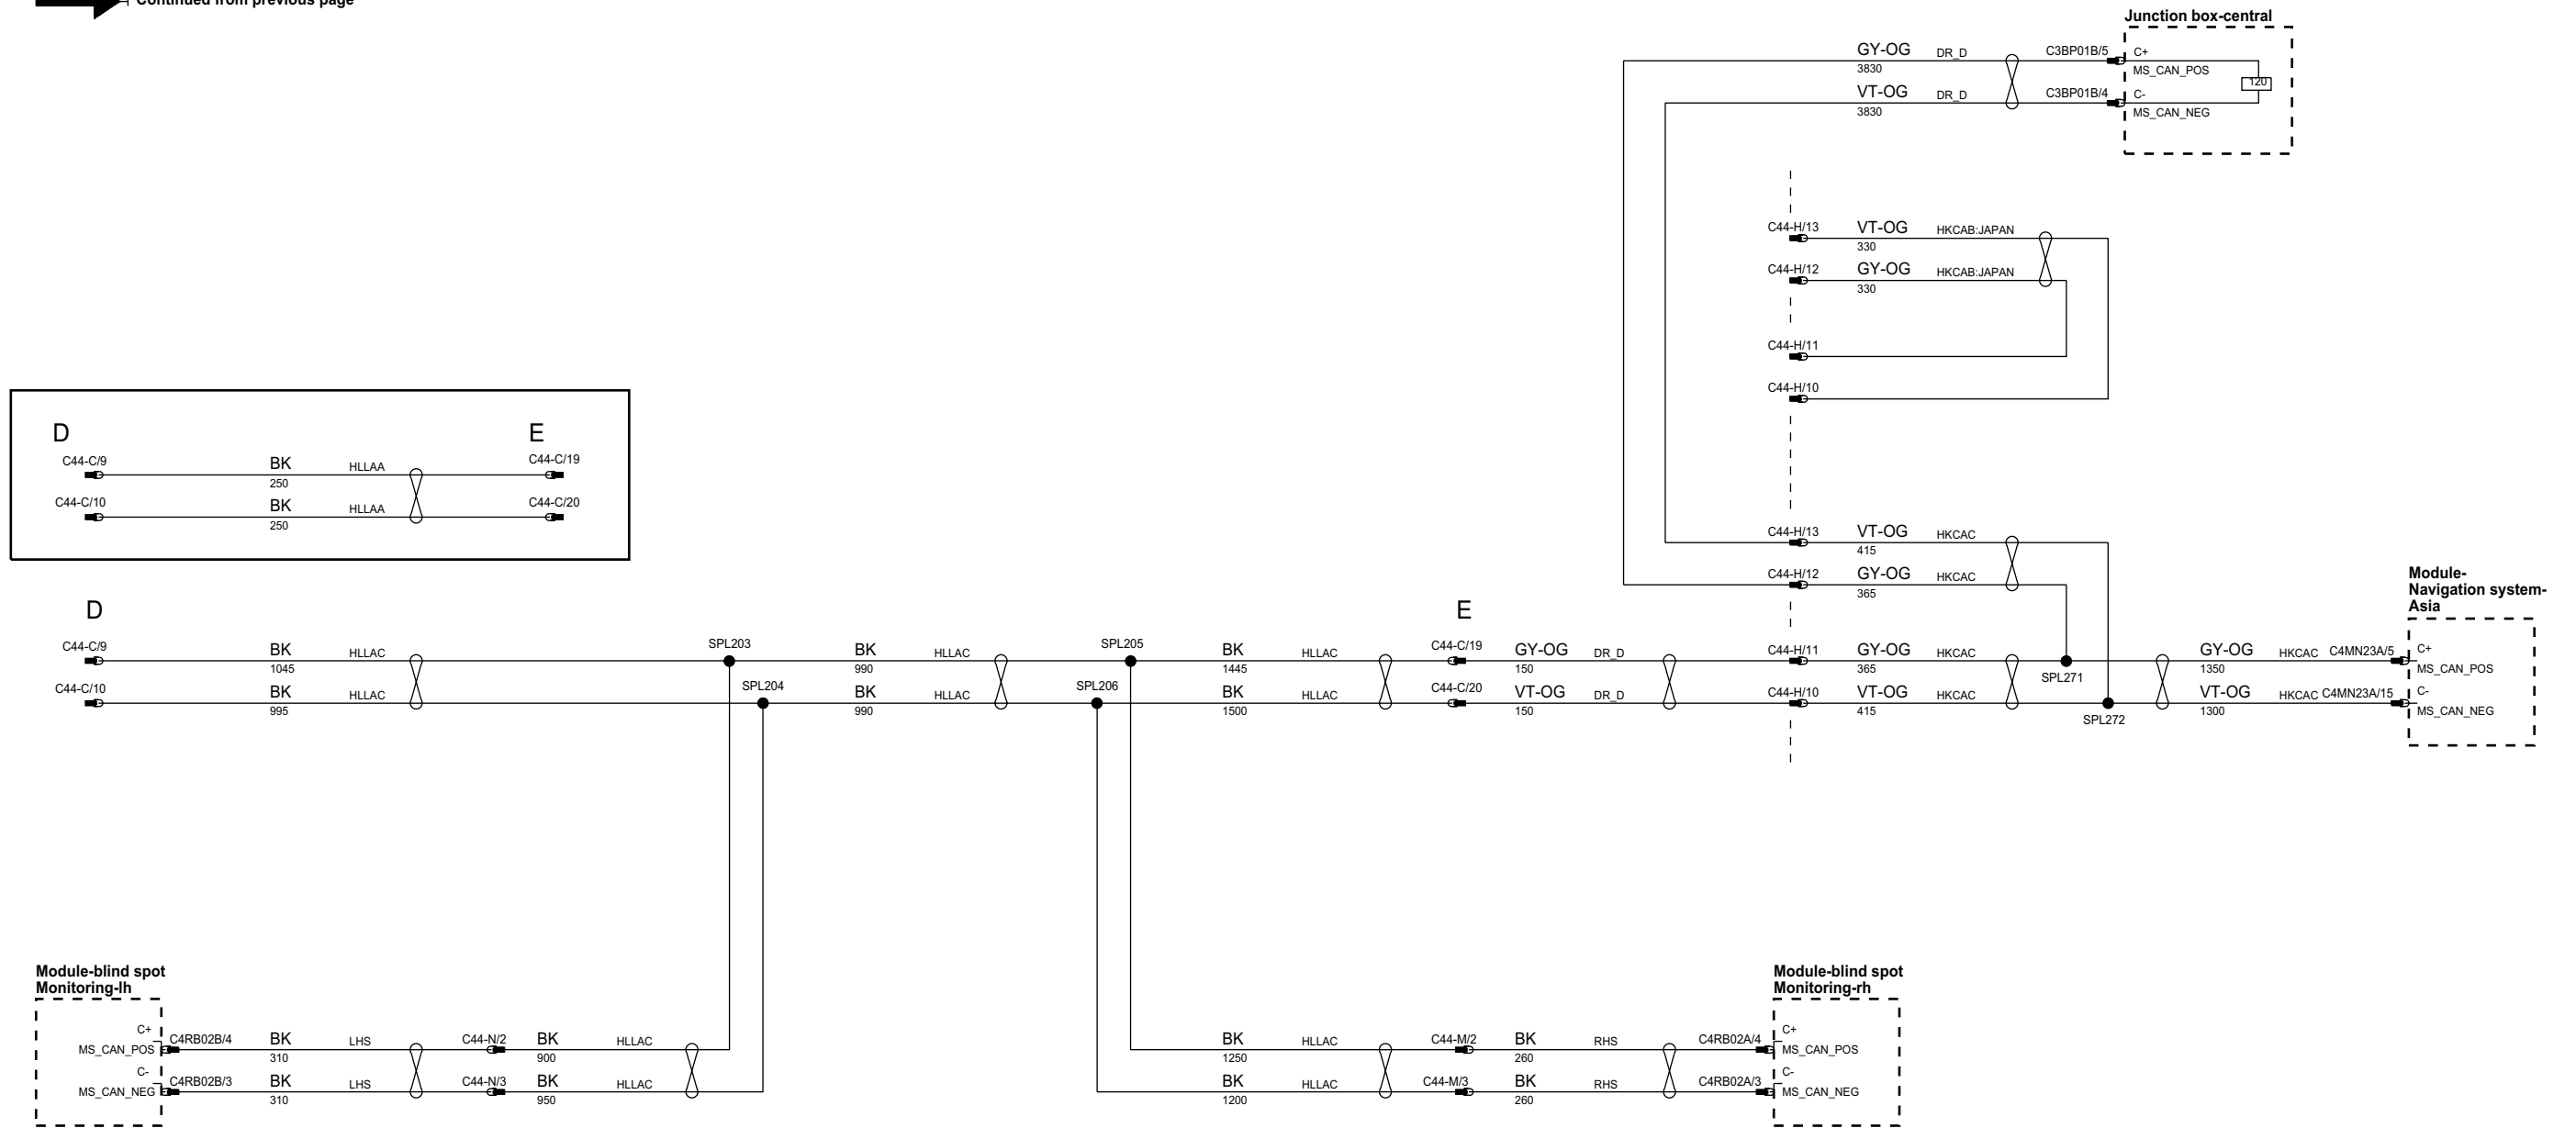 Continued from previous page
Junction box-central
GY-OG DR_D C3BP01B/5 C+
3830 MS_CAN_POS
120
VT-OG DR_D C3BP01B/4 C-
3830 MS_CAN_NEG
C44-H/13 VT-OG HKCAB:JAPAN
330
C44-H/12 GY-OG HKCAB:JAPAN
330
C44-H/11
C44-H/10
D E
C44-C/9 BK HLLAA C44-C/19
250
C44-C/10 BK HLLAA C44-C/20
250
C44-H/13 VT-OG HKCAC
415
C44-H/12 GY-OG HKCAC
365
Module-
Navigation system-
Asia
D E
C44-C/9 BK HLLAC SPL203 BK HLLAC SPL205 BK HLLAC C44-C/19 GY-OG DR_D C44-H/11 GY-OG HKCAC SPL271 GY-OG HKCAC C4MN23A/5 C+
1045 990 1445 150 365 1350 MS_CAN_POS
C44-C/10 BK HLLAC SPL204 BK HLLAC SPL206 BK HLLAC C44-C/20 VT-OG DR_D C44-H/10 VT-OG HKCAC SPL272 VT-OG HKCAC C4MN23A/15 C-
995 990 1500 150 415 1300 MS_CAN_NEG
Module-blind spot
Monitoring-lh
C+
MS_CAN_POS C4RB02B/4 BK LHS C44-N/2 BK HLLAC
310 900
C-
MS_CAN_NEG C4RB02B/3 BK LHS C44-N/3 BK HLLAC
310 950
Module-blind spot
Monitoring-rh
BK HLLAC C44-M/2 BK RHS C4RB02A/4 C+
1250 260 MS_CAN_POS
BK HLLAC C44-M/3 BK RHS C4RB02A/3 C-
1200 260 MS_CAN_NEG